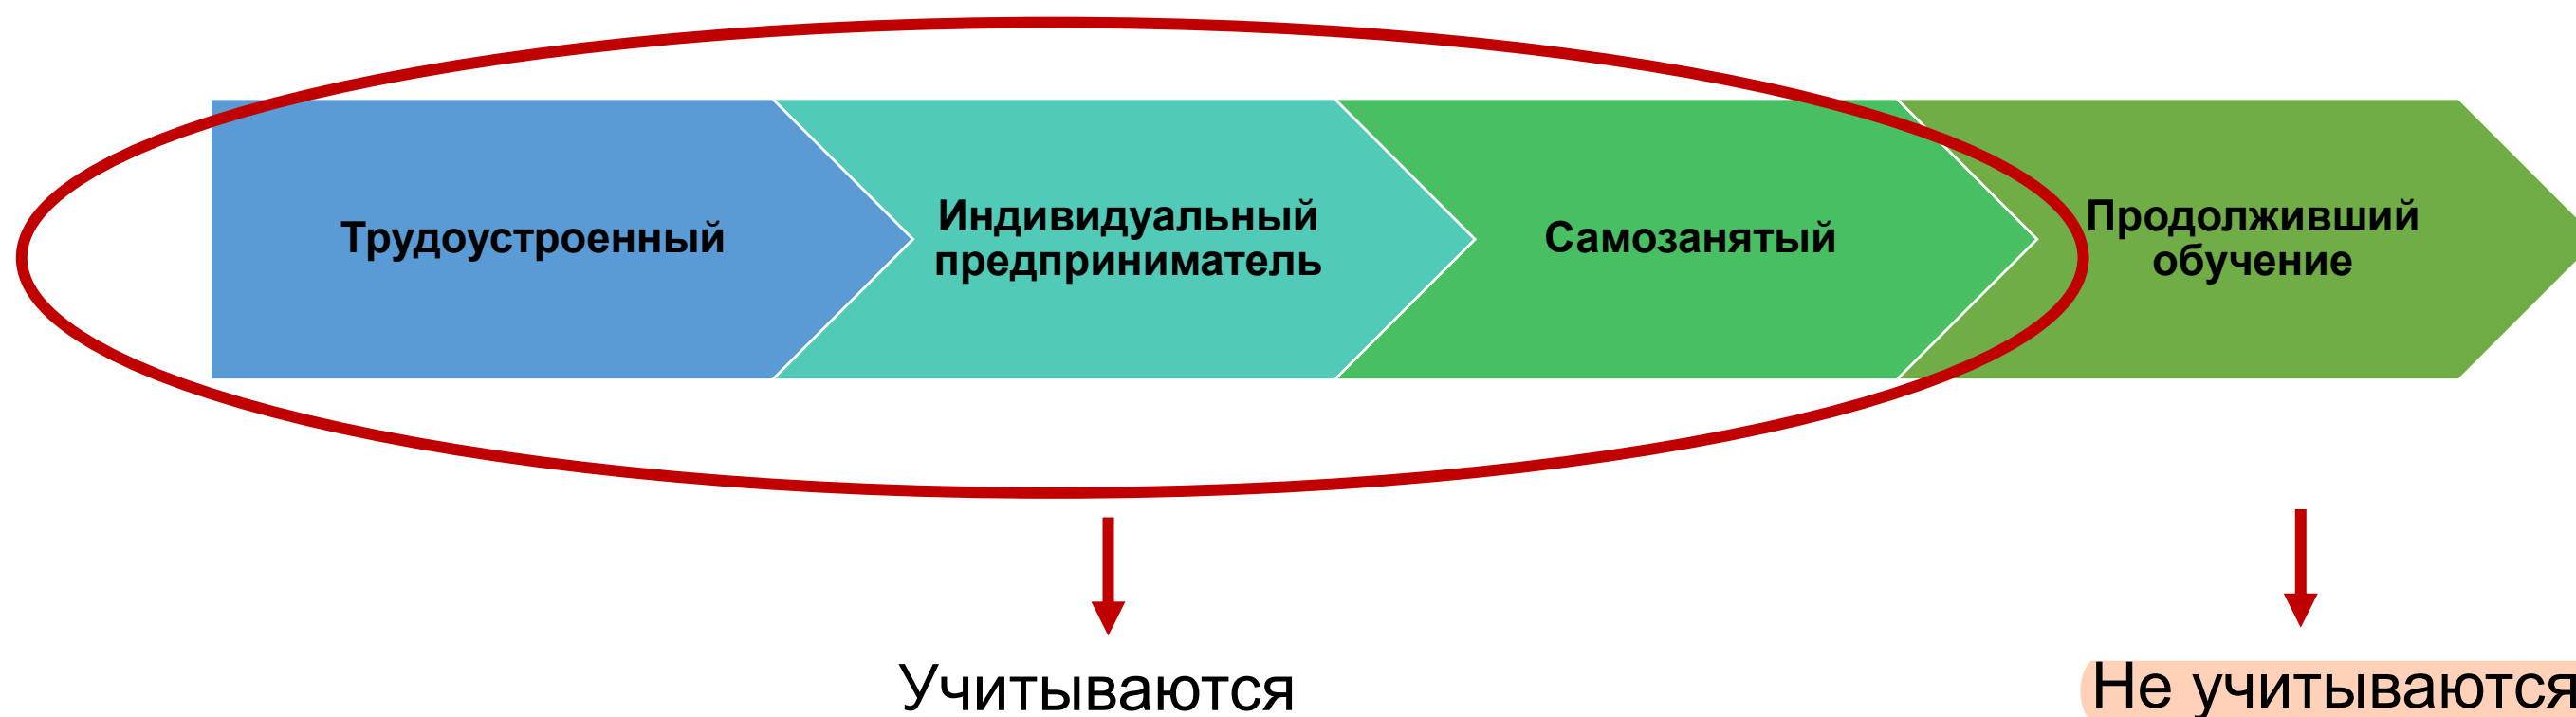 Трудоустроенный
Индивидуальный
предприниматель
Самозанятый
Продолживший
обучение
Учитываются
Не учитываются